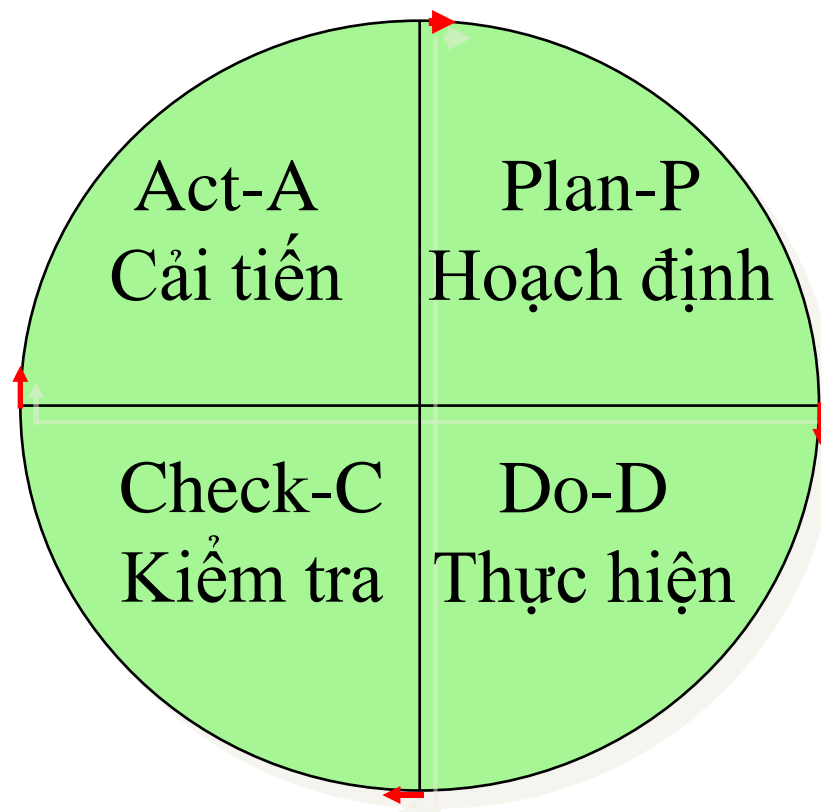 Act-A
Cải tiến
Plan-P
Hoạch định
Check-C
Kiểm tra
Do-D
Thực hiện